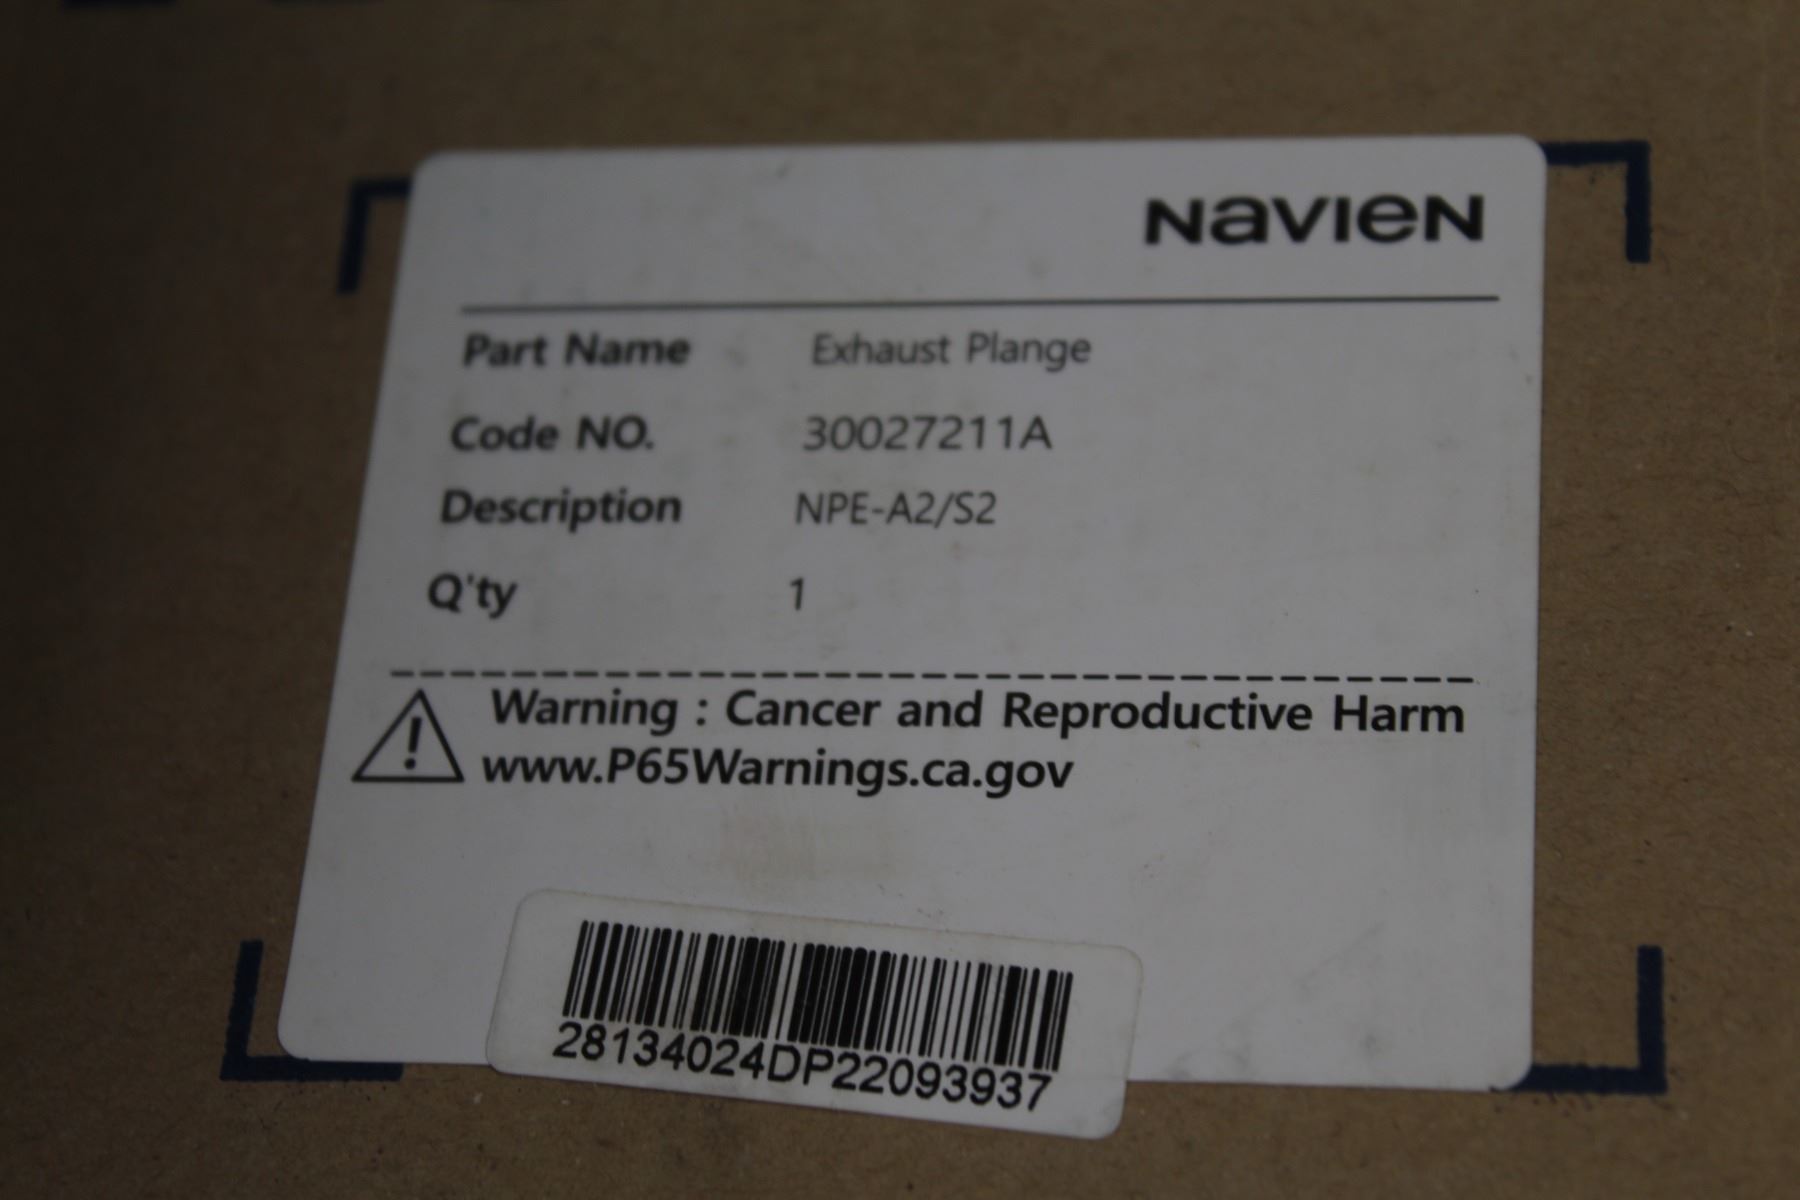 NAVIEN
Part Name Exhaust Plange
Code NO. 30027211A
Description NPE-A2/S2
Q'ty 1
Warning : Cancer and Reproductive Harm
www.P65Warnings.ca.gov
28134024DP22093937